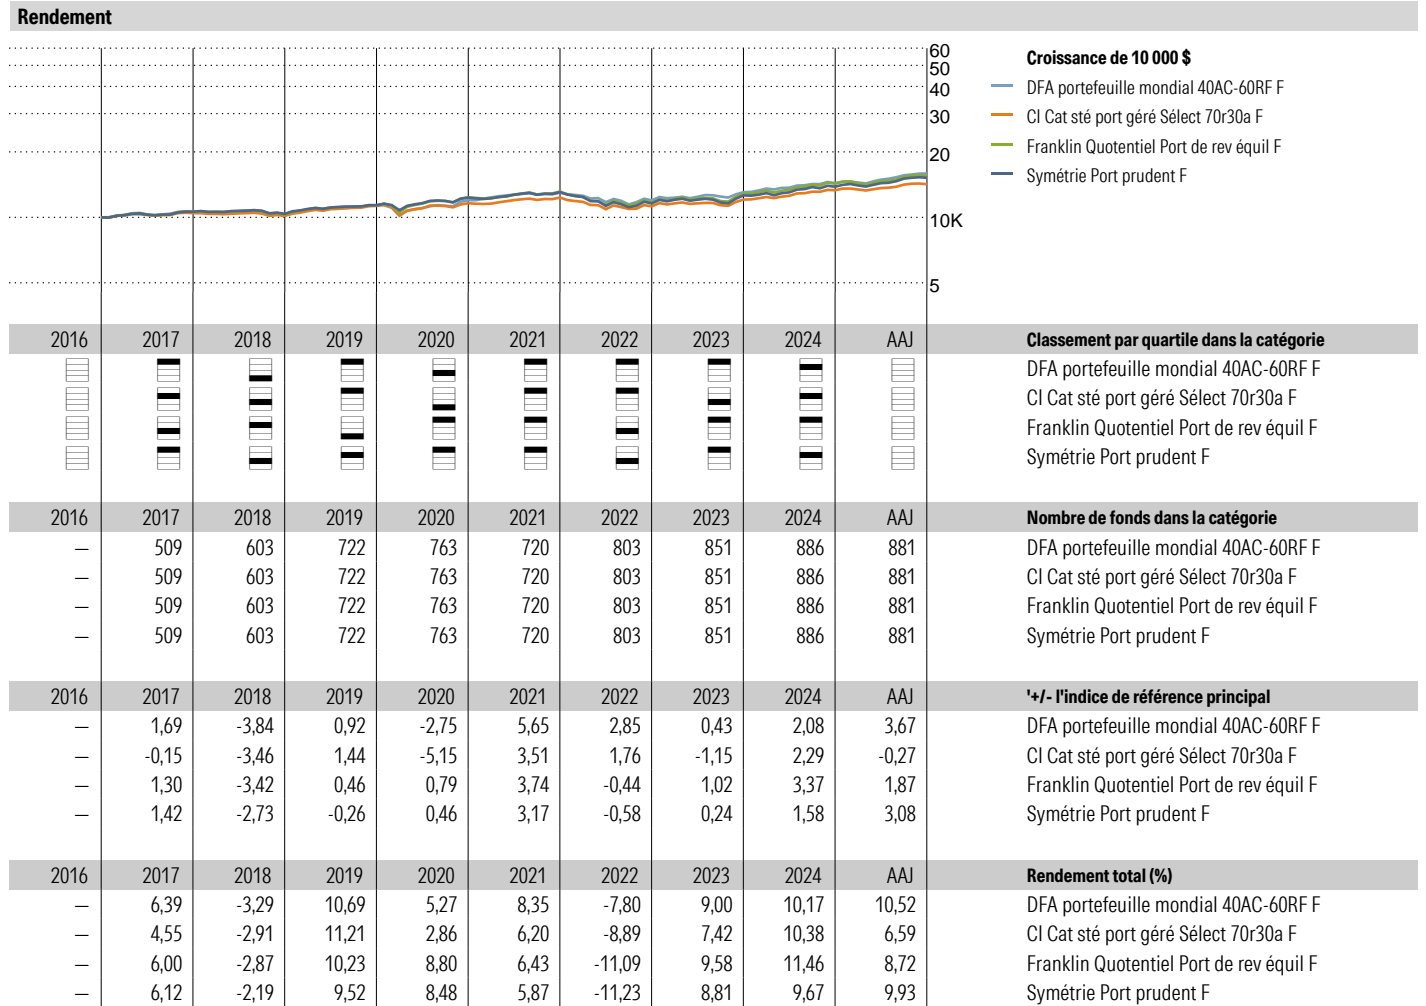 Rendement
60
50
40
30
20
10K
5
Croissance de 10 000 $
DFA portefeuille mondial 40AC-60RF F
CI Cat sté port géré Sélect 70r30a F
Franklin Quotentiel Port de rev équil F
Symétrie Port prudent F
2016 2017 2018 2019 2020 2021 2022 2023 2024 AAJ Classement par quartile dans la catégorie
DFA portefeuille mondial 40AC-60RF F
CI Cat sté port géré Sélect 70r30a F
Franklin Quotentiel Port de rev équil F
Symétrie Port prudent F
2016 2017 2018 2019 2020 2021 2022 2023 2024 AAJ Nombre de fonds dans la catégorie
— 509 603 722 763 720 803 851 886 881 DFA portefeuille mondial 40AC-60RF F
— 509 603 722 763 720 803 851 886 881 CI Cat sté port géré Sélect 70r30a F
— 509 603 722 763 720 803 851 886 881 Franklin Quotentiel Port de rev équil F
— 509 603 722 763 720 803 851 886 881 Symétrie Port prudent F
2016 2017 2018 2019 2020 2021 2022 2023 2024 AAJ '+/- l'indice de référence principal
— 1,69 -3,84 0,92 -2,75 5,65 2,85 0,43 2,08 3,67 DFA portefeuille mondial 40AC-60RF F
— -0,15 -3,46 1,44 -5,15 3,51 1,76 -1,15 2,29 -0,27 CI Cat sté port géré Sélect 70r30a F
— 1,30 -3,42 0,46 0,79 3,74 -0,44 1,02 3,37 1,87 Franklin Quotentiel Port de rev équil F
— 1,42 -2,73 -0,26 0,46 3,17 -0,58 0,24 1,58 3,08 Symétrie Port prudent F
2016 2017 2018 2019 2020 2021 2022 2023 2024 AAJ Rendement total (%)
— 6,39 -3,29 10,69 5,27 8,35 -7,80 9,00 10,17 10,52 DFA portefeuille mondial 40AC-60RF F
— 4,55 -2,91 11,21 2,86 6,20 -8,89 7,42 10,38 6,59 CI Cat sté port géré Sélect 70r30a F
— 6,00 -2,87 10,23 8,80 6,43 -11,09 9,58 11,46 8,72 Franklin Quotentiel Port de rev équil F
— 6,12 -2,19 9,52 8,48 5,87 -11,23 8,81 9,67 9,93 Symétrie Port prudent F